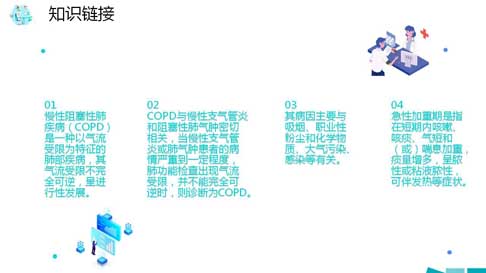 知识链接
01
慢性阻塞性肺
疾病（COPD）
是一种以气流
受限为特征的
肺部疾病，其
气流受限不完
全可逆，呈进
行性发展。
02
COPD与慢性支气管炎
和阻塞性肺气肿密切
相关，当慢性支气管
炎或肺气肿患者的病
情严重到一定程度，
肺功能检查出现气流
受限，并不能完全可
逆时，则诊断为COPD。
03
其病因主要与
吸烟、职业性
粉尘和化学物
质、大气污染、
感染等有关。
04
急性加重期是指
在短期内咳嗽、
咳痰、气短和
（或）喘息加重，
痰量增多，呈脓
性或粘液脓性，
可伴发热等症状。